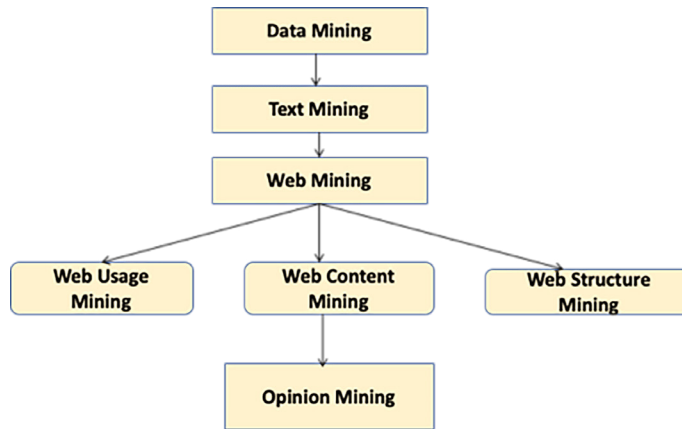 Data Mining
Text Mining
Web Mining
Web Usage
Mining
Web Content
Mining
Web Structure
Mining
Opinion Mining